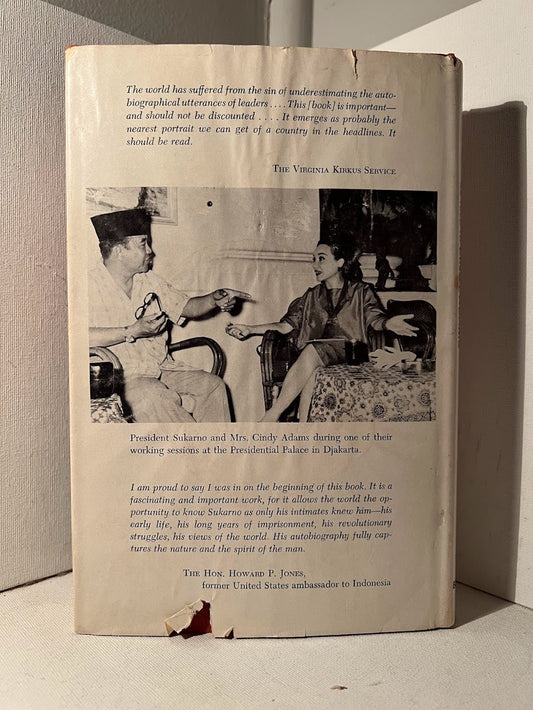 The world has suffered from the sin of underestimating the auto-
biographical utterances of leaders . . . . This [book] is important—
and should not be discounted . . . . It emerges as probably the
nearest portrait we can get of a country in the headlines. It
should be read.
THE VIRGINIA KIRKUS SERVICE
President Sukarno and Mrs. Cindy Adams during one of their
working sessions at the Presidential Palace in Djakarta.
I am proud to say I was in on the beginning of this book. It is a
fascinating and important work, for it allows the world the op-
portunity to know Sukarno as only his intimates knew him—his
early life, his long years of imprisonment, his revolutionary
struggles, his views of the world. His autobiography fully cap-
tures the nature and the spirit of the man.
THE HON. HOWARD P. JONES,
former United States ambassador to Indonesia